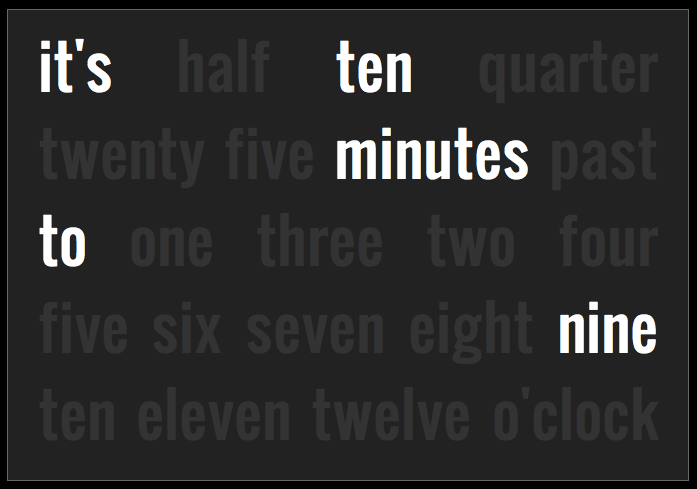 it's half ten quarter
twenty five minutes past
to one three two four
five six seven eight nine
ten eleven twelve o'clock